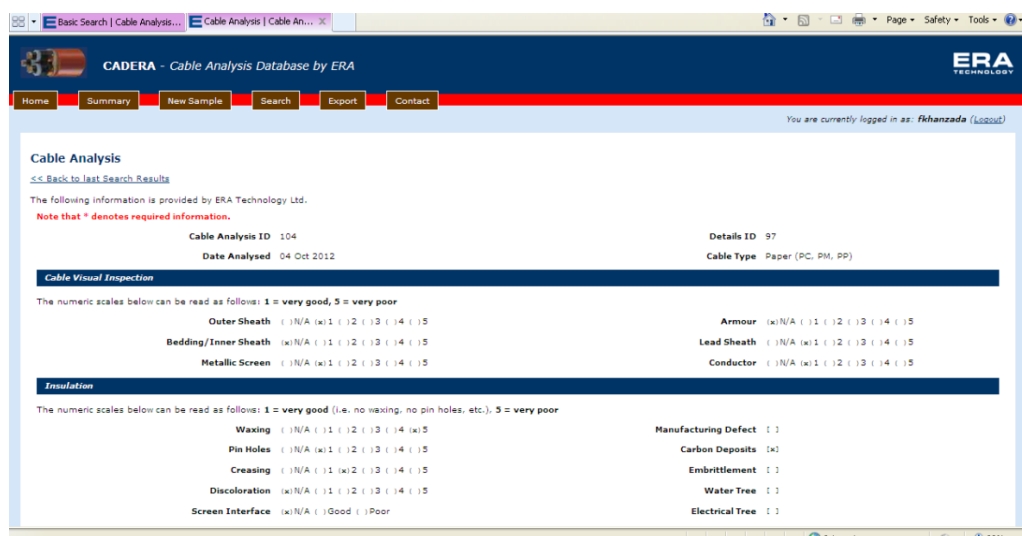 Basic Search | Cable Analysis... Cable Analysis | Cable An... X Page Safety Tools
CADERA - Cable Analysis Database by ERA
ERA
TECHNOLOGY
Home Summary New Sample Search Export Contact
You are currently logged in as: fkhanzada (Logout)
Cable Analysis
<< Back to last Search Results
The following information is provided by ERA Technology Ltd.
Note that * denotes required information.
Cable Analysis ID 104 Details ID 97
Date Analysed 04 Oct 2012 Cable Type Paper (PC, PM, PP)
Cable Visual Inspection
The numeric scales below can be read as follows: 1 = very good, 5 = very poor
Outer Sheath ( )N/A (x)1 ( )2 ( )3 ( )4 ( )5 Armour (x)N/A ( )1 ( )2 ( )3 ( )4 ( )5
Bedding/Inner Sheath (x)N/A ( )1 ( )2 ( )3 ( )4 ( )5 Lead Sheath ( )N/A (x)1 ( )2 ( )3 ( )4 ( )5
Metallic Screen ( )N/A (x)1 ( )2 ( )3 ( )4 ( )5 Conductor ( )N/A (x)1 ( )2 ( )3 ( )4 ( )5
Insulation
The numeric scales below can be read as follows: 1 = very good (i.e. no waxing, no pin holes, etc.), 5 = very poor
Waxing ( )N/A ( )1 ( )2 ( )3 ( )4 (x)5 Manufacturing Defect [ ]
Pin Holes ( )N/A (x)1 ( )2 ( )3 ( )4 ( )5 Carbon Deposits [x]
Creasing ( )N/A ( )1 (x)2 ( )3 ( )4 ( )5 Embrittlement [ ]
Discoloration (x)N/A ( )1 ( )2 ( )3 ( )4 ( )5 Water Tree [ ]
Screen Interface (x)N/A ( )Good ( )Poor Electrical Tree [ ]